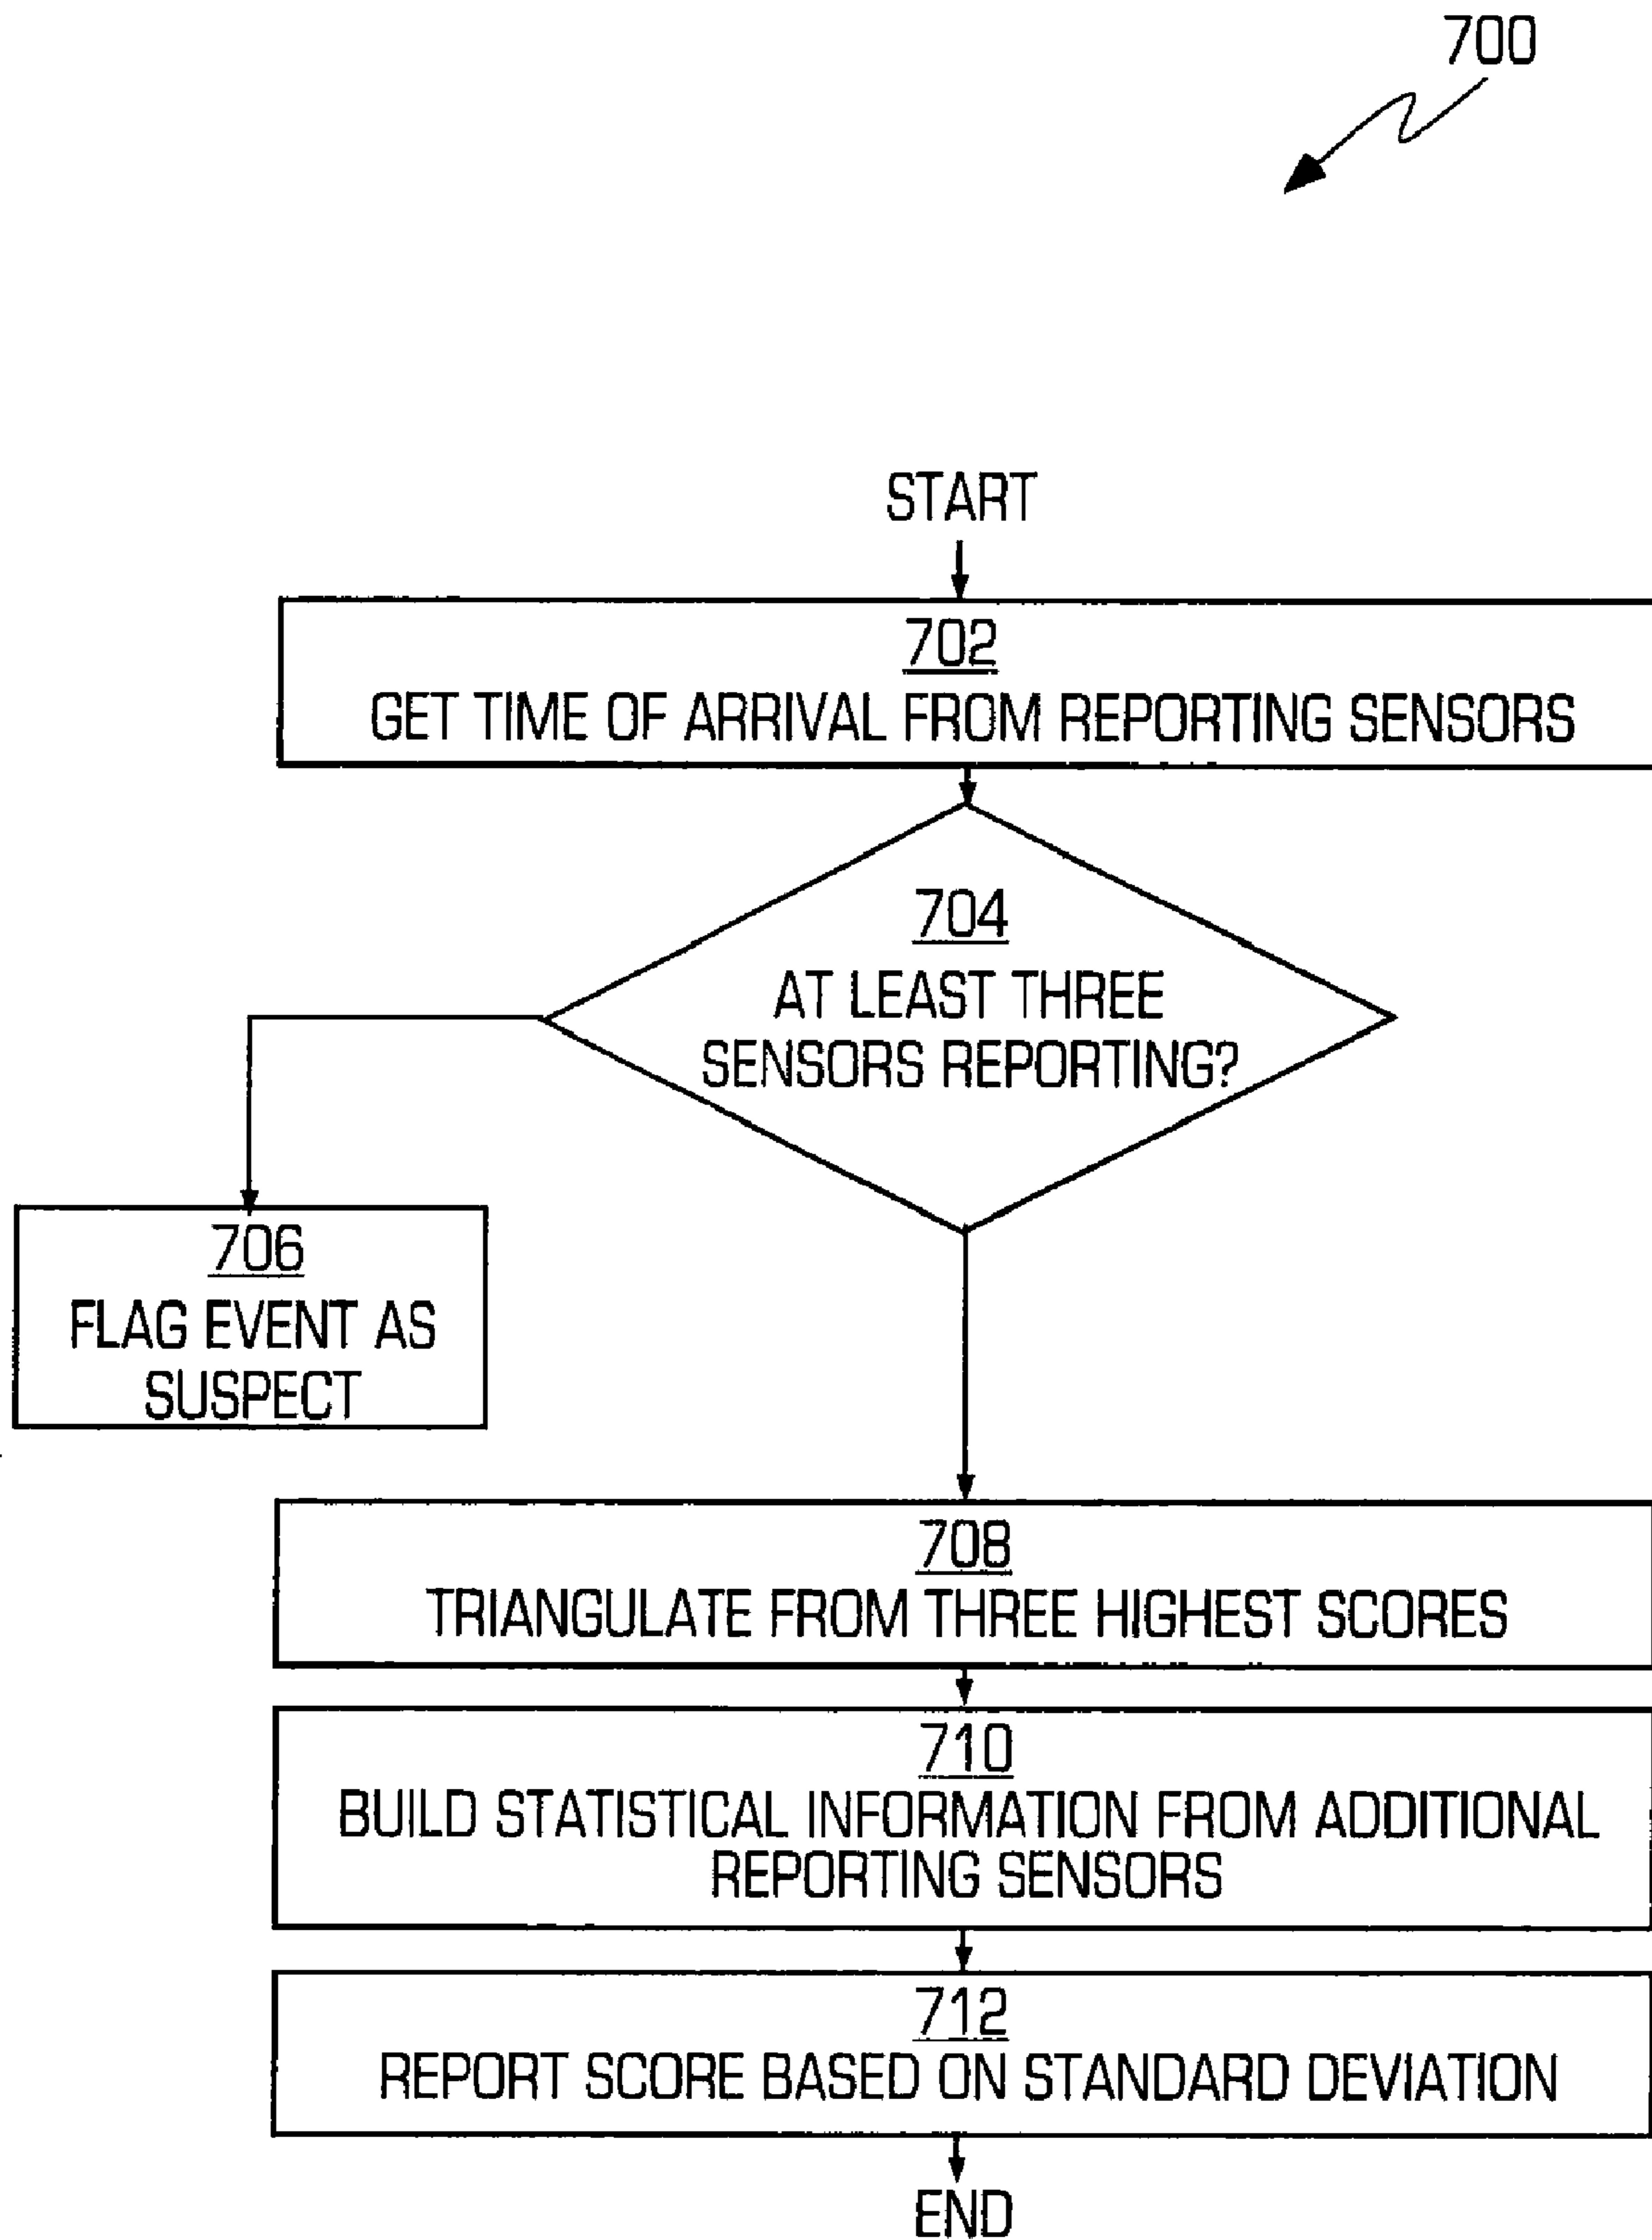 700
START
702
GET TIME OF ARRIVAL FROM REPORTING SENSORS
704
AT LEAST THREE
SENSORS REPORTING?
706
FLAG EVENT AS
SUSPECT
708
TRIANGULATE FROM THREE HIGHEST SCORES
710
BUILD STATISTICAL INFORMATION FROM ADDITIONAL
REPORTING SENSORS
712
REPORT SCORE BASED ON STANDARD DEVIATION
END